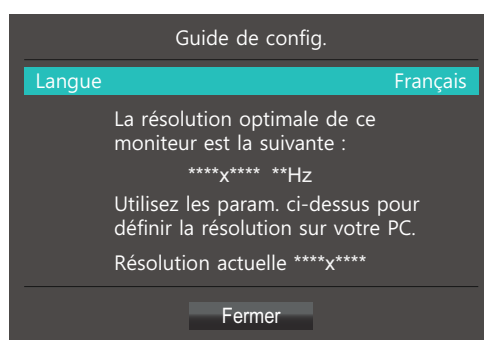 Guide de config.
Langue Français
La résolution optimale de ce
moniteur est la suivante :
****x**** **Hz
Utilisez les param. ci-dessus pour
définir la résolution sur votre PC.
Résolution actuelle ****x****
Fermer